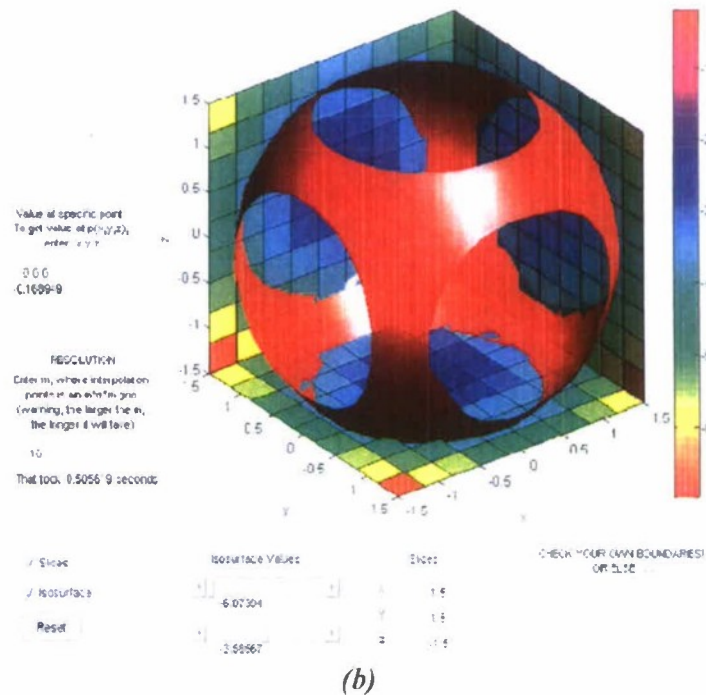 1.5
1
0.5
0
-0.5
-1
-1.5
z
Value at specific point
To get value at p(x,y,z),
enter x y z
0 0 0
-0.168949
RESOLUTION
Enter m, where interpolation
points is an m*m*m grid
(warning, the larger the m,
the longer it will take)
10
That took 0.505619 seconds
1.5
1
0.5
0
-0.5
-1
-1.5
y
-1.5
-1
-0.5
0
0.5
1
1.5
x
Slices
Isosurface
Reset
Isosurface Values
-6.07304
Slices
X 1.5
Y 1.5
Z -1.5
CHECK YOUR OWN BOUNDARIES!
OR ELSE
(b)